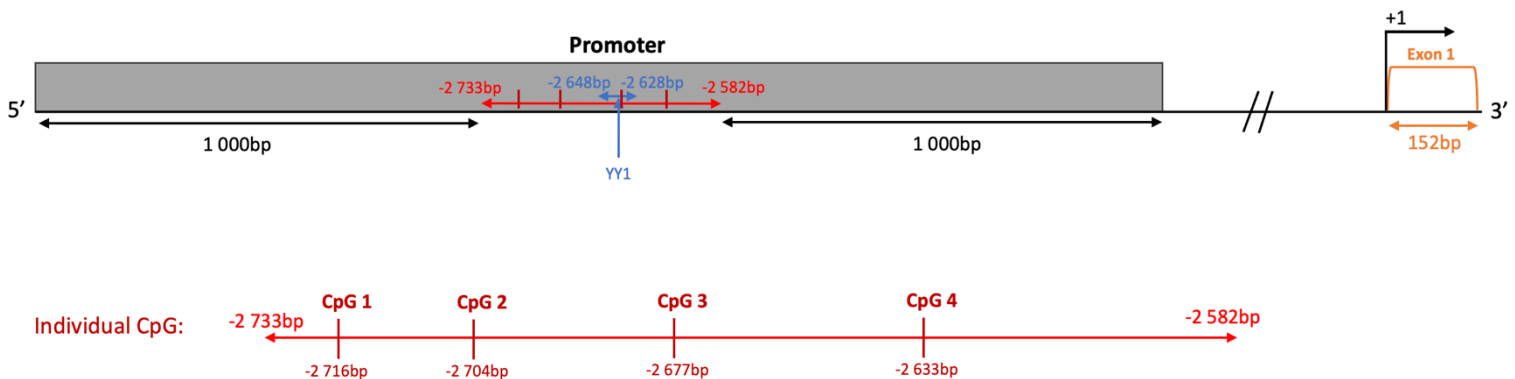 +1
Promoter
Exon 1
-2 733bp
-2 648bp
-2 628bp
-2 582bp
5’
3’
1 000bp
1 000bp
152bp
YY1
CpG 1
CpG 2
CpG 3
CpG 4
Individual CpG:
-2 733bp
-2 582bp
-2 716bp
-2 704bp
-2 677bp
-2 633bp